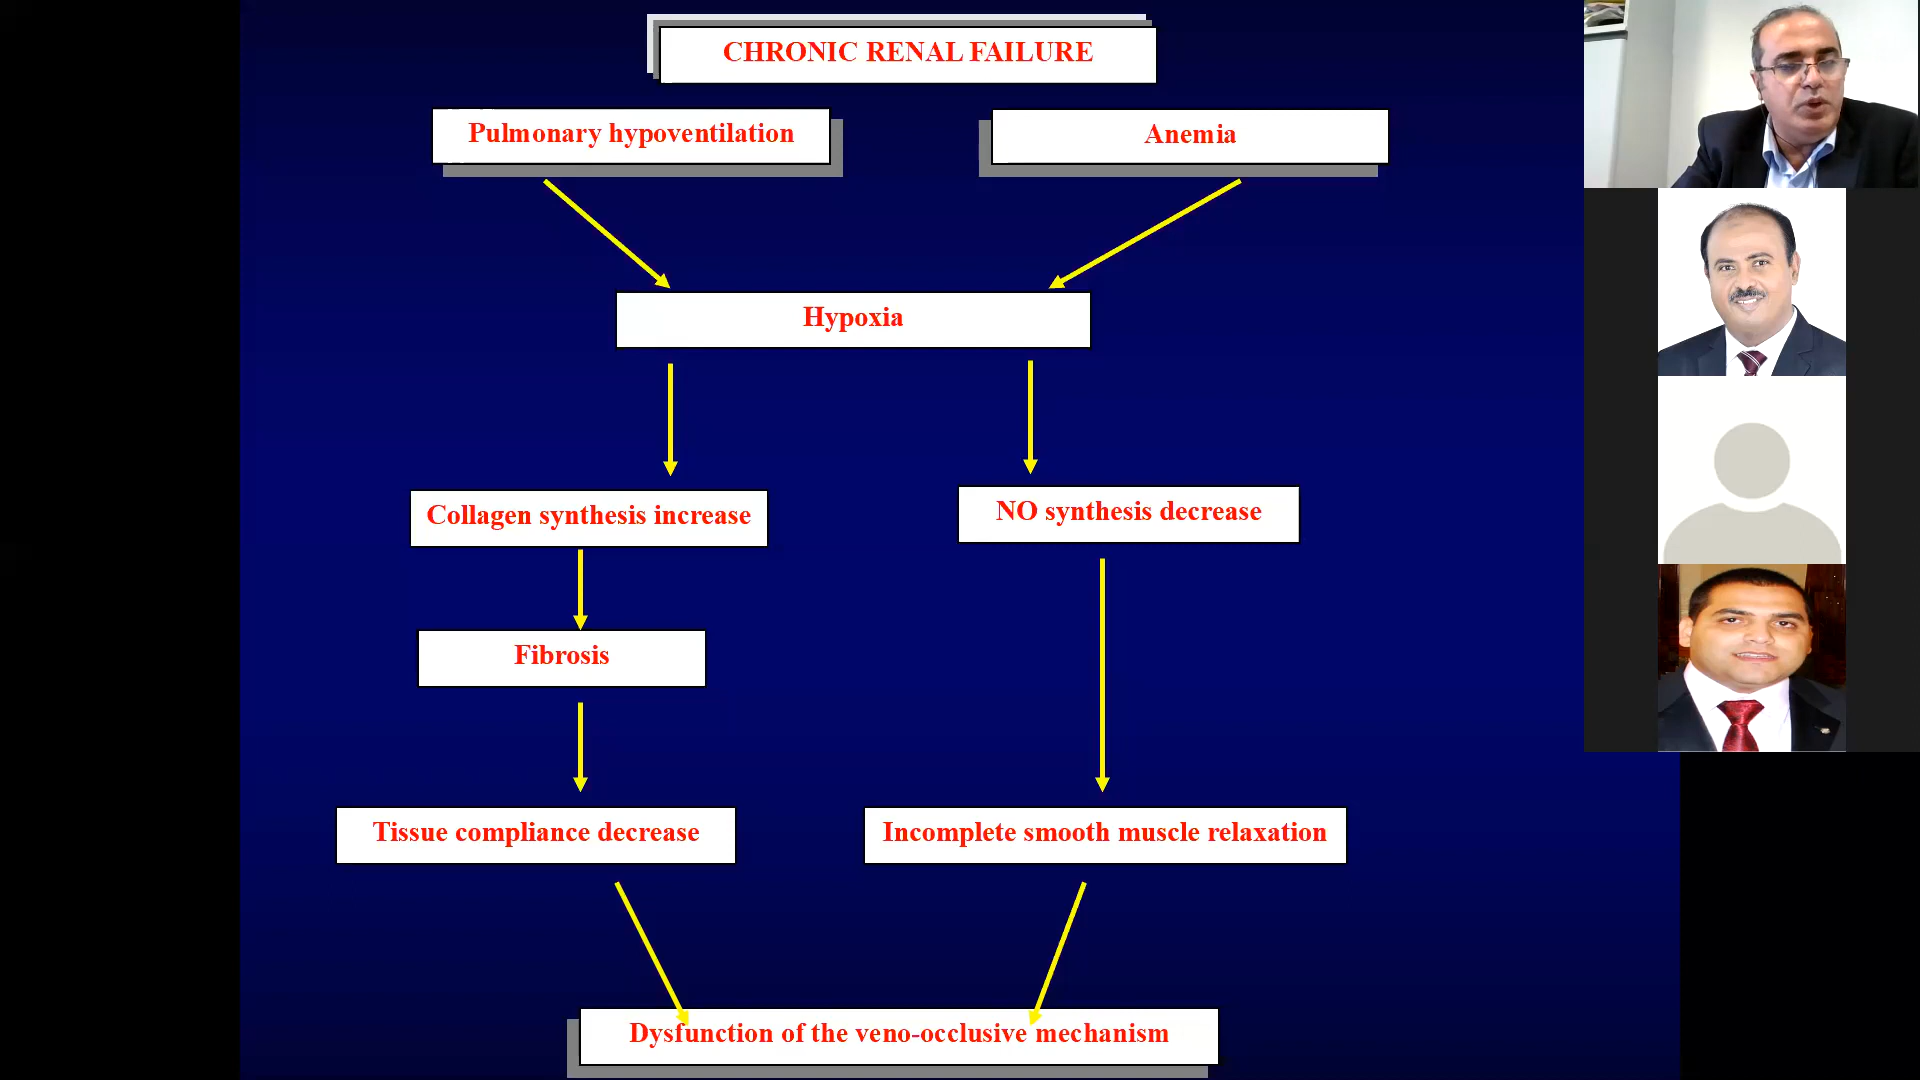 CHRONIC RENAL FAILURE
Pulmonary hypoventilation
Anemia
Hypoxia
Collagen synthesis increase
NO synthesis decrease
Fibrosis
Tissue compliance decrease
Incomplete smooth muscle relaxation
Dysfunction of the veno-occlusive mechanism